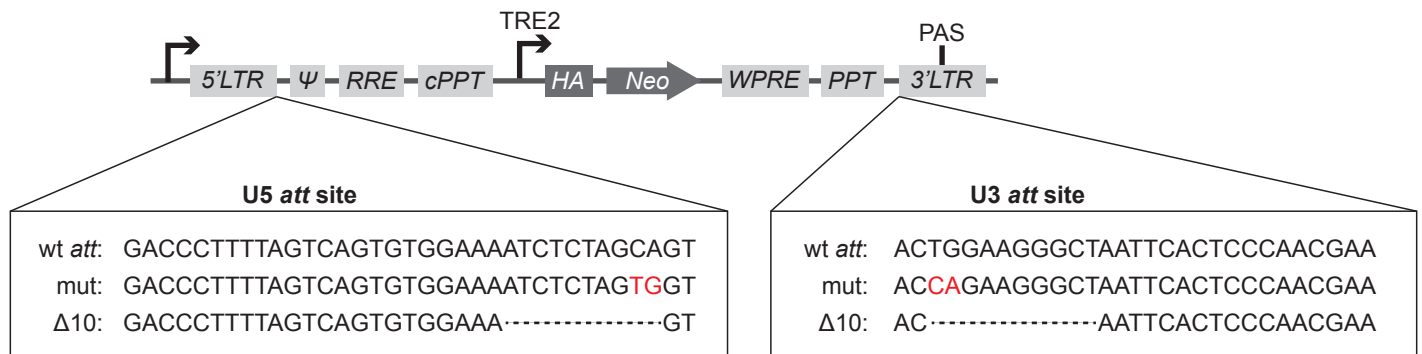 TRE2
PAS
5'LTR Ψ RRE cPPT HA Neo WPRE PPT 3'LTR
U5 att site
wt att: GACCCTTTTAGTCAGTGTGGAAAATCTCTAGCAGT
mut: GACCCTTTTAGTCAGTGTGGAAAATCTCTAGTGGT
Δ10: GACCCTTTTAGTCAGTGTGGAAA---------------GT
U3 att site
wt att: ACTGGAAGGGCTAATTCACTCCCAACGAA
mut: ACCAGAAGGGCTAATTCACTCCCAACGAA
Δ10: AC---------------AATTCACTCCCAACGAA